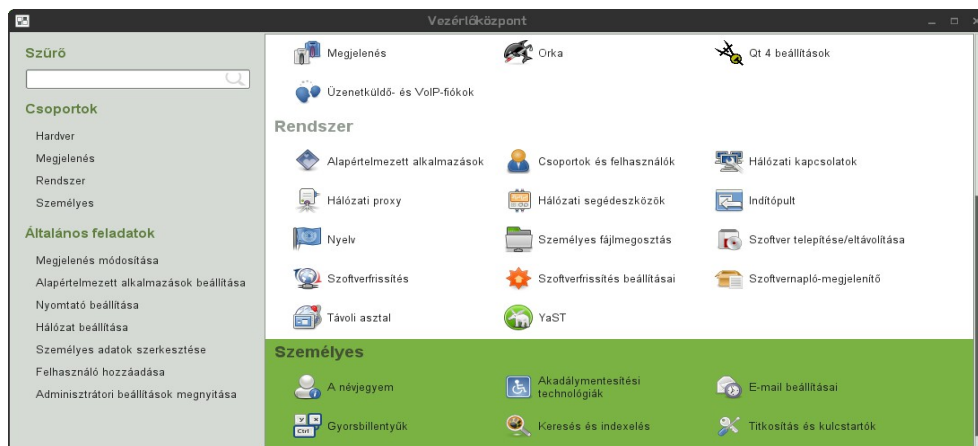 Vezérlőközpont
Szűrő
Csoportok
Hardver
Megjelenés
Rendszer
Személyes
Általános feladatok
Megjelenés módosítása
Alapértelmezett alkalmazások beállítása
Nyomtató beállítása
Hálózat beállítása
Személyes adatok szerkesztése
Felhasználó hozzáadása
Adminisztrátori beállítások megnyitása
Megjelenés
Orka
Qt 4 beállítások
Üzenetküldő- és VoIP-fiókok
Rendszer
Alapértelmezett alkalmazások
Csoportok és felhasználók
Hálózati kapcsolatok
Hálózati proxy
Hálózati segédeszközök
Indítópult
Nyelv
Személyes fájlmegosztás
Szoftver telepítése/eltávolítása
Szoftverfrissítés
Szoftverfrissítés beállításai
Szoftvernapló-megjelenítő
Távoli asztal
YaST
Személyes
A névjegyem
Akadálymentesítési
technológiák
E-mail beállításai
y x
Ctrl
Gyorsbillentyűk
Keresés és indexelés
Titkosítás és kulcstartók